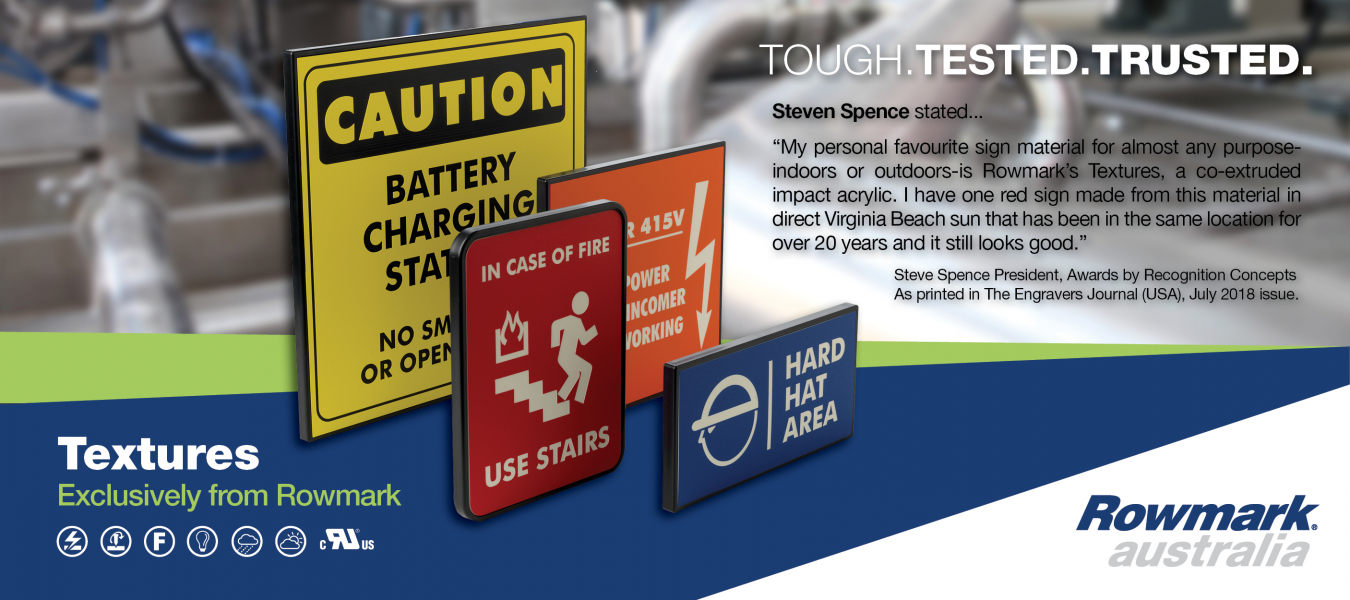 TOUGH.TESTED.TRUSTED.
Steven Spence stated...
“My personal favourite sign material for almost any purpose-
indoors or outdoors-is Rowmark’s Textures, a co-extruded
impact acrylic. I have one red sign made from this material in
direct Virginia Beach sun that has been in the same location for
over 20 years and it still looks good.”
Steve Spence President, Awards by Recognition Concepts
As printed in The Engravers Journal (USA), July 2018 issue.
CAUTION
BATTERY
CHARGING
NO
OR
415V
POWER
INCOMER
WORKING
IN CASE OF FIRE
USE STAIRS
HARD
HAT
AREA
Textures
Exclusively from Rowmark
F
c RU ® US
Rowmark®
australia